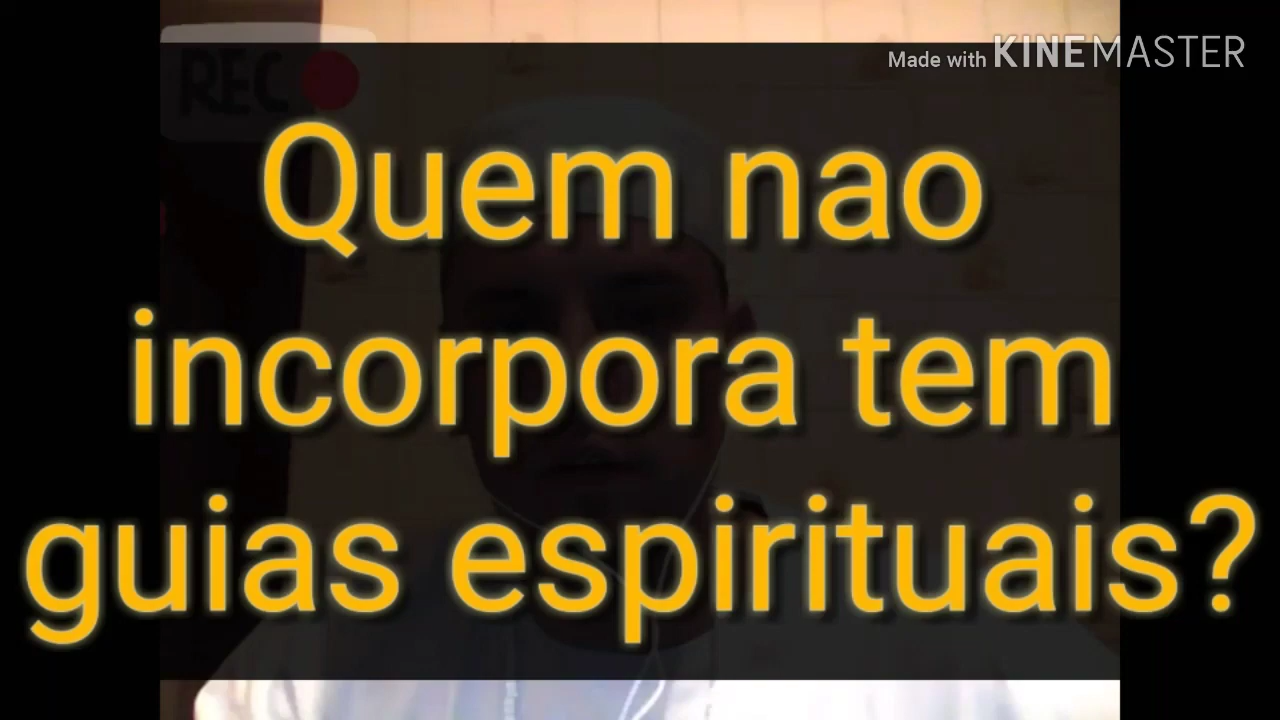 REC
Made with KINEMASTER
Quem nao
incorpora tem
guias espirituais?